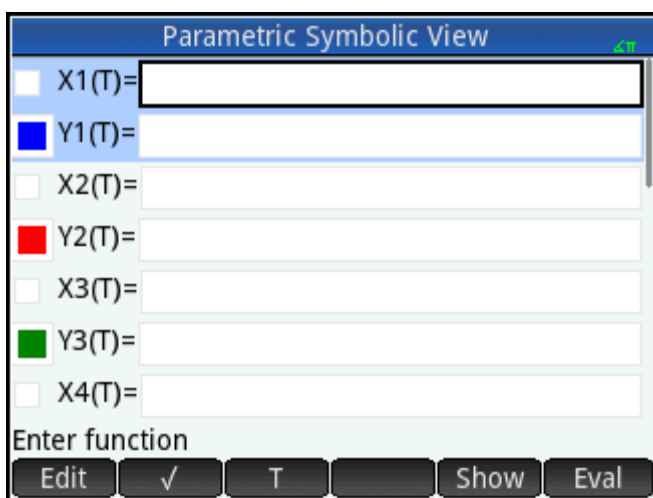 Parametric Symbolic View
∡π
X1(T)=
Y1(T)=
X2(T)=
Y2(T)=
X3(T)=
Y3(T)=
X4(T)=
Enter function
Edit √ T Show Eval